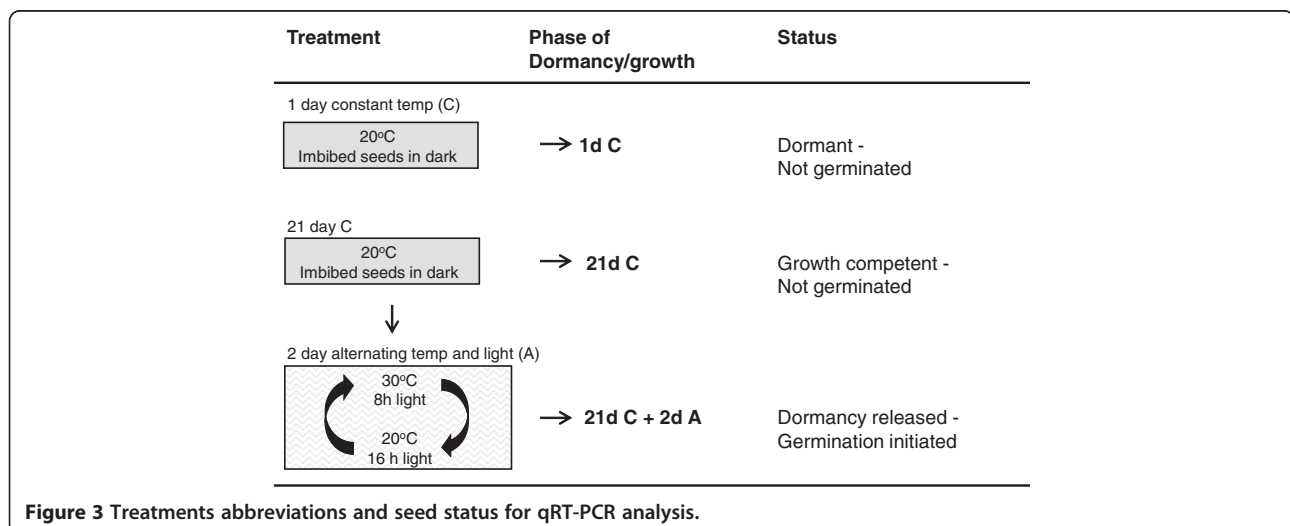 Treatment
Phase of
Dormancy/growth
Status
1 day constant temp (C)
20°C
Imbibed seeds in dark
→ 1d C
Dormant -
Not germinated
21 day C
20°C
Imbibed seeds in dark
→ 21d C
Growth competent -
Not germinated
2 day alternating temp and light (A)
30°C
8h light
20°C
16 h light
→ 21d C + 2d A
Dormancy released -
Germination initiated
Figure 3 Treatments abbreviations and seed status for qRT-PCR analysis.